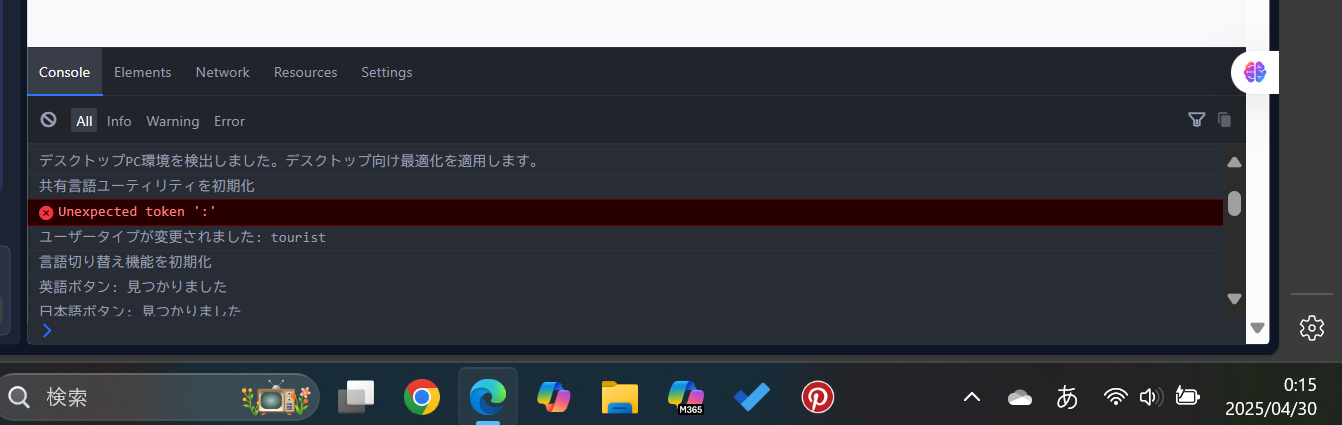 Console Elements Network Resources Settings
All Info Warning Error
デスクトップPC環境を検出しました。デスクトップ向け最適化を適用します。
共有言語ユーティリティを初期化
Unexpected token ':'
ユーザータイプが変更されました: tourist
言語切り替え機能を初期化
英語ボタン: 見つかりました
日本語ボタン: 見つかりました
検索
M365
あ
0:15
2025/04/30